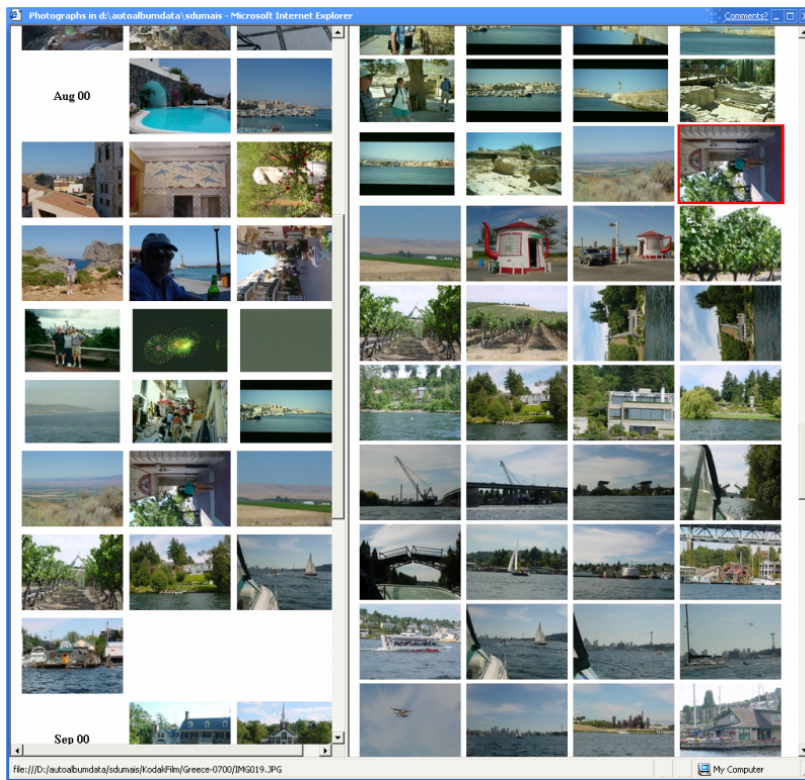 Photographs in d:\autoalbumdata\sdumais - Microsoft Internet Explorer
Comments?
Aug 00
Sep 00
file:///D:/autoalbumdata/sdumais/KodakFilm/Greece-0700/IMG019.JPG
My Computer